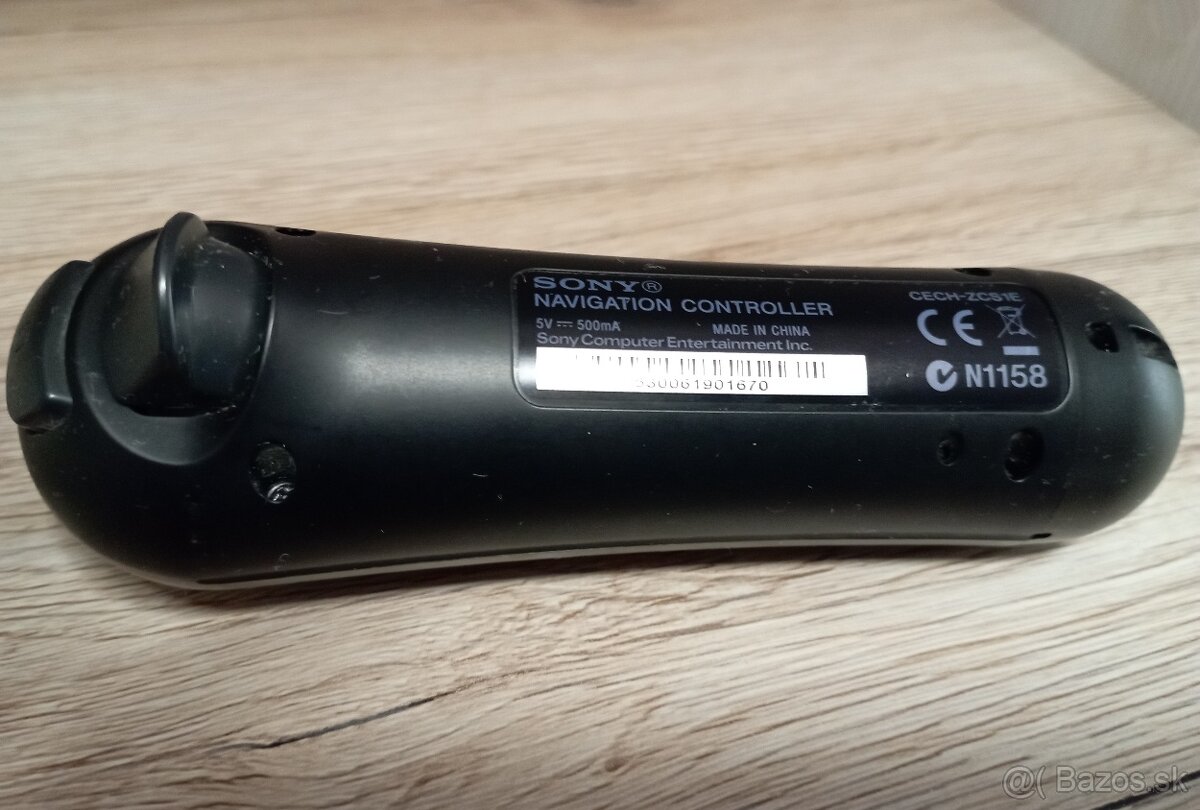 SONY®
NAVIGATION CONTROLLER
CECH-ZCS1E
5V ⎓ 500mA
MADE IN CHINA
Sony Computer Entertainment Inc.
CE
N1158
@( Bazos.sk